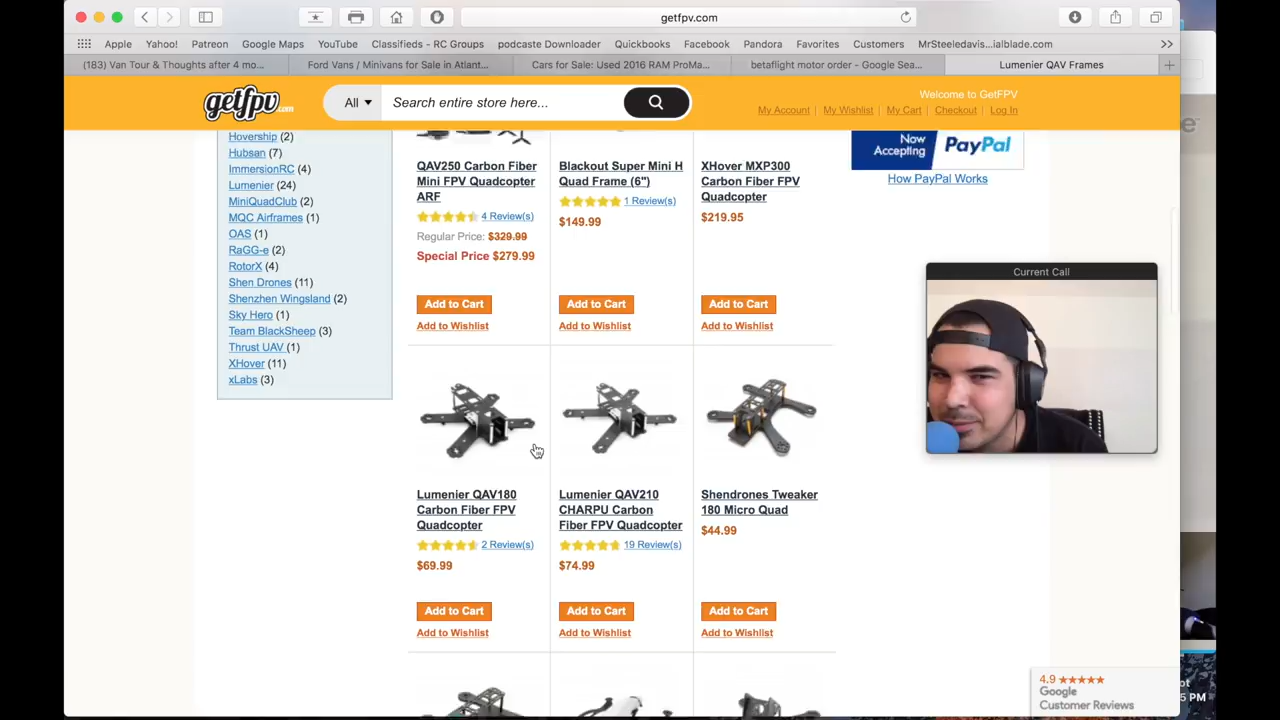 getfpv.com
Apple Yahoo! Patreon Google Maps YouTube Classifieds - RC Groups podcaste Downloader Quickbooks Facebook Pandora Favorites Customers MrSteeledavis...ialblade.com
(183) Van Tour & Thoughts after 4 mo... Ford Vans / Minivans for Sale in Atlant... Cars for Sale: Used 2016 RAM ProMa... betaflight motor order - Google Sea... Lumenier QAV Frames
getfpv.com
All
Search entire store here...
Welcome to GetFPV
My Account | My Wishlist | My Cart | Checkout | Log In
Hovership (2)
Hubsan (7)
ImmersionRC (4)
Lumenier (24)
MiniQuadClub (2)
MQC Airframes (1)
OAS (1)
RaGG-e (2)
RotorX (4)
Shen Drones (11)
Shenzhen Wingsland (2)
Sky Hero (1)
Team BlackSheep (3)
Thrust UAV (1)
XHover (11)
xLabs (3)
QAV250 Carbon Fiber
Mini FPV Quadcopter
ARF
4 Review(s)
Regular Price: $329.99
Special Price $279.99
Add to Cart
Add to Wishlist
Blackout Super Mini H
Quad Frame (6")
1 Review(s)
$149.99
Add to Cart
Add to Wishlist
XHover MXP300
Carbon Fiber FPV
Quadcopter
$219.95
Add to Cart
Add to Wishlist
Now
Accepting
PayPal
How PayPal Works
Current Call
Lumenier QAV180
Carbon Fiber FPV
Quadcopter
2 Review(s)
$69.99
Add to Cart
Add to Wishlist
Lumenier QAV210
CHARPU Carbon
Fiber FPV Quadcopter
19 Review(s)
$74.99
Add to Cart
Add to Wishlist
Shendrones Tweaker
180 Micro Quad
$44.99
Add to Cart
Add to Wishlist
4.9
Google
Customer Reviews